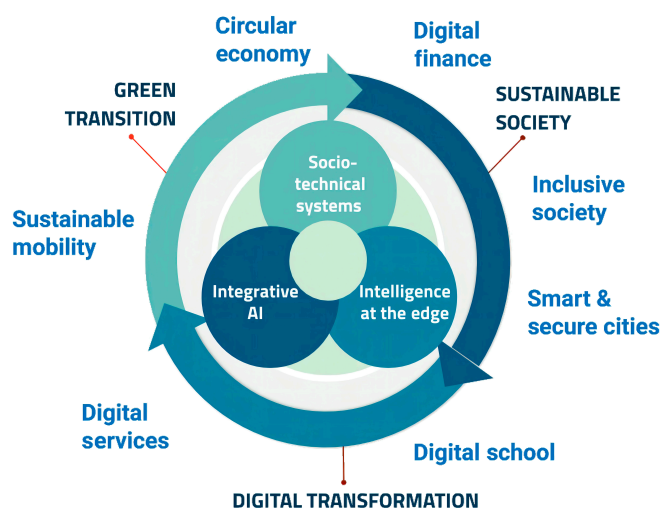 Circular
economy
Digital
finance
GREEN
TRANSITION
SUSTAINABLE
SOCIETY
Socio-
technical
systems
Inclusive
society
Sustainable
mobility
Integrative
AI
Intelligence
at the edge
Smart &
secure cities
Digital
services
Digital school
DIGITAL TRANSFORMATION